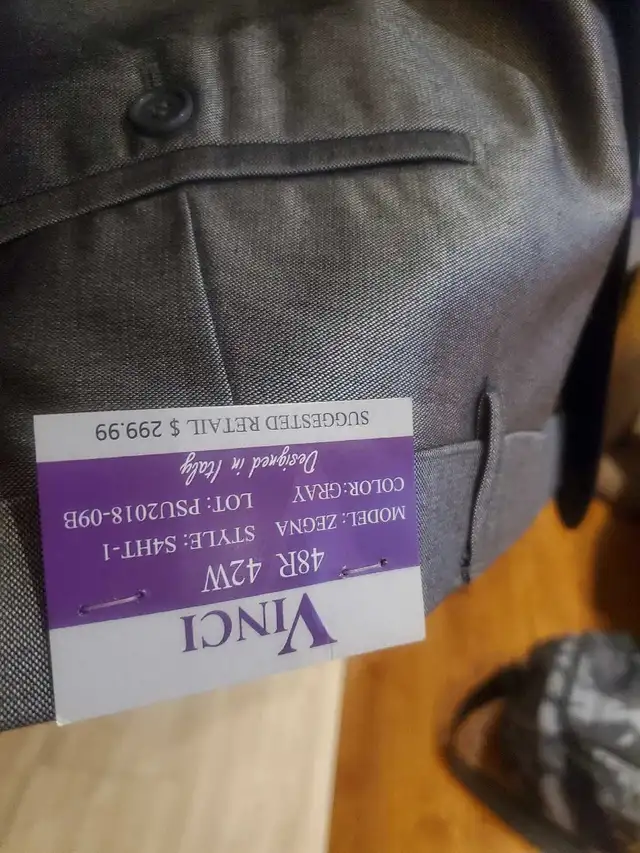 VINCI
48R 42W
MODEL: ZEGNA STYLE: S4HT-1
COLOR:GRAY LOT: PSU2018-09B
Designed in Italy
SUGGESTED RETAIL $ 299.99